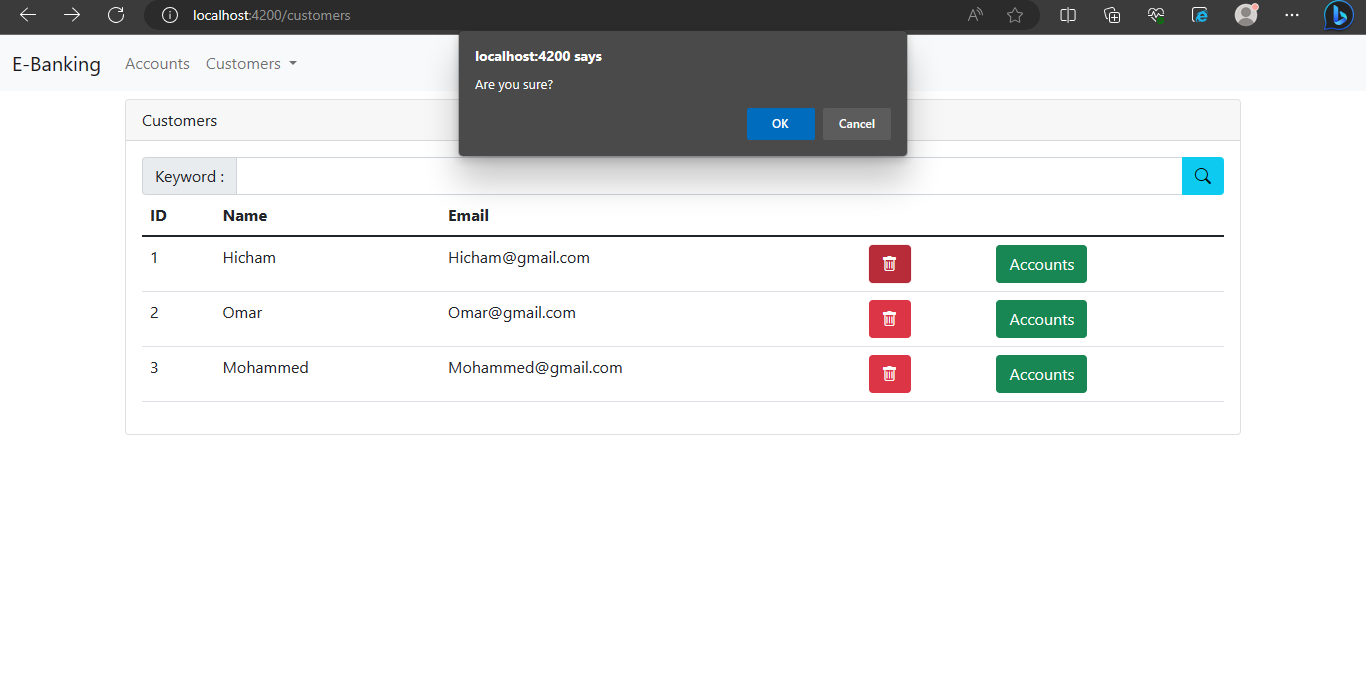 localhost:4200/customers
localhost:4200 says
Are you sure?
OK Cancel
E-Banking Accounts Customers
Customers
Keyword :
ID Name Email
1 Hicham Hicham@gmail.com Accounts
2 Omar Omar@gmail.com Accounts
3 Mohammed Mohammed@gmail.com Accounts